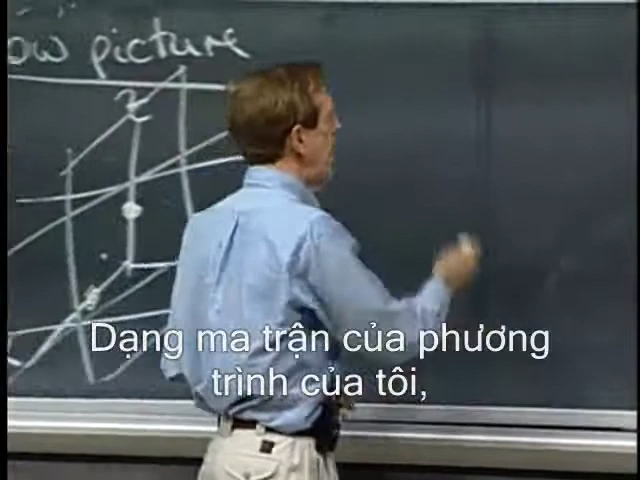 ow picture
z
Dạng ma trận của phương
trình của tôi,